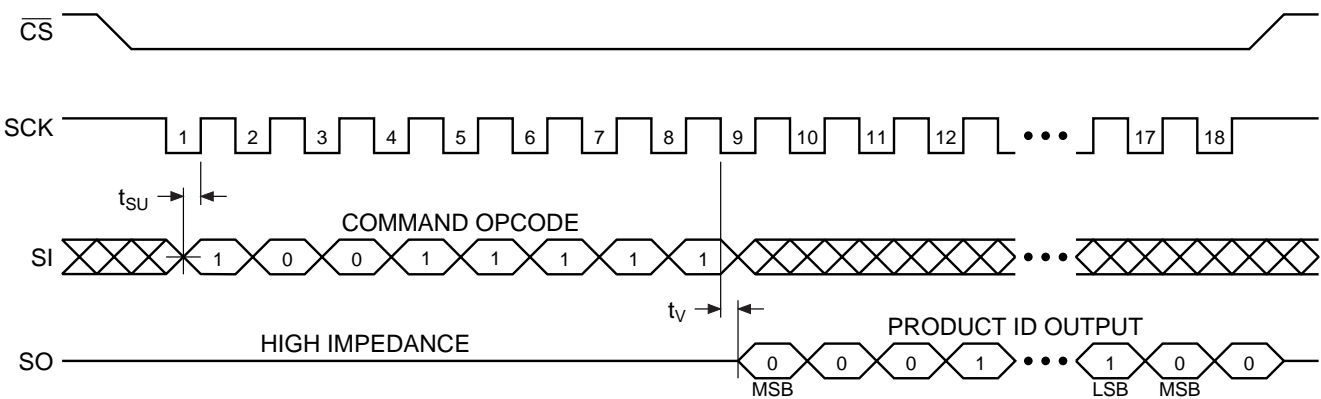 CS
SCK 1 2 3 4 5 6 7 8 9 10 11 12 17 18
tSU
COMMAND OPCODE
SI 1 0 0 1 1 1 1 1
tV
HIGH IMPEDANCE
PRODUCT ID OUTPUT
SO 0 0 0 1 1 0 0
MSB LSB MSB